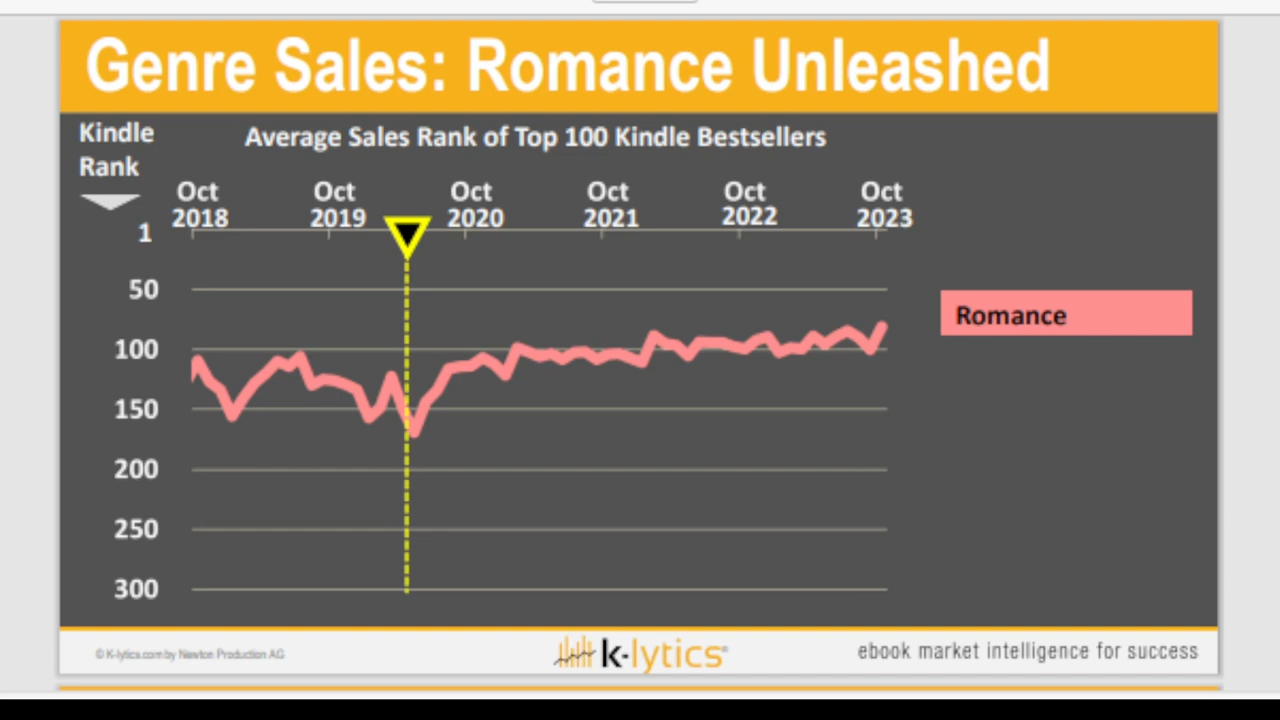 Genre Sales: Romance Unleashed
Kindle
Rank
Average Sales Rank of Top 100 Kindle Bestsellers
Oct Oct Oct Oct Oct Oct
2018 2019 2020 2021 2022 2023
1
50
100
150
200
250
300
Romance
© K-lytics.com by Newton Production AG
k-lytics®
ebook market intelligence for success